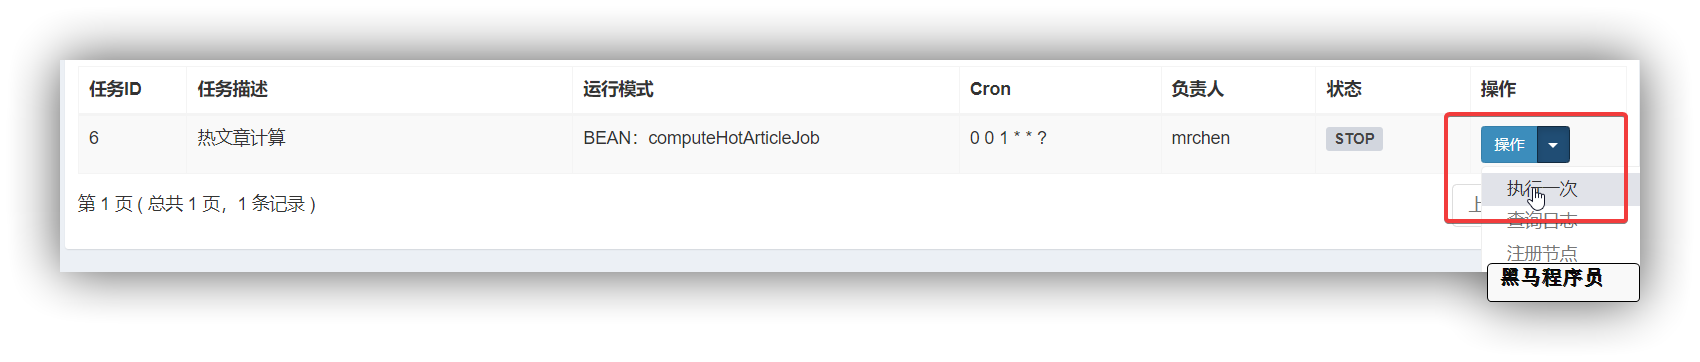 任务ID 任务描述 运行模式 Cron 负责人 状态 操作
6 热文章计算 BEAN：computeHotArticleJob 0 0 1 * * ? mrchen STOP 操作
执行一次
第 1 页 ( 总共 1 页，1 条记录 ) 上
查询日志
注册节点
黑马程序员